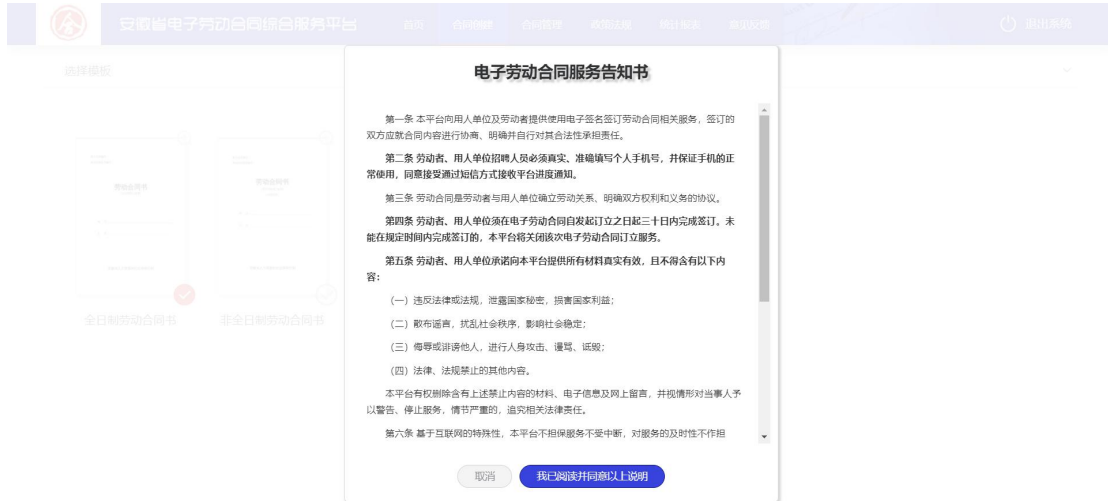 安徽省电子劳动合同综合服务平台 首页 合同创建 合同管理 政策法规 统计报表 意见反馈 退出系统
选择模板
电子劳动合同服务告知书
第一条 本平台向用人单位及劳动者提供使用电子签名签订劳动合同相关服务，签订的
双方应就合同内容进行协商、明确并自行对其合法性承担责任。
第二条 劳动者、用人单位招聘人员必须真实、准确填写个人手机号，并保证手机的正
常使用，同意接受通过短信方式接收平台进度通知。
第三条 劳动合同是劳动者与用人单位确立劳动关系、明确双方权利和义务的协议。
第四条 劳动者、用人单位须在电子劳动合同自发起订立之日起三十日内完成签订。未
能在规定时间内完成签订的，本平台将关闭该次电子劳动合同订立服务。
第五条 劳动者、用人单位承诺向本平台提供所有材料真实有效，且不得含有以下内
容：
（一）违反法律或法规，泄露国家秘密，损害国家利益；
（二）散布谣言，扰乱社会秩序，影响社会稳定；
（三）侮辱或诽谤他人，进行人身攻击、谩骂、诋毁；
（四）法律、法规禁止的其他内容。
本平台有权删除含有上述禁止内容的材料、电子信息及网上留言，并视情形对当事人予
以警告、停止服务，情节严重的，追究相关法律责任。
第六条 基于互联网的特殊性，本平台不担保服务不受中断，对服务的及时性不作担
取消 我已阅读并同意以上说明
劳动合同书 劳动合同书
全日制劳动合同书 非全日制劳动合同书